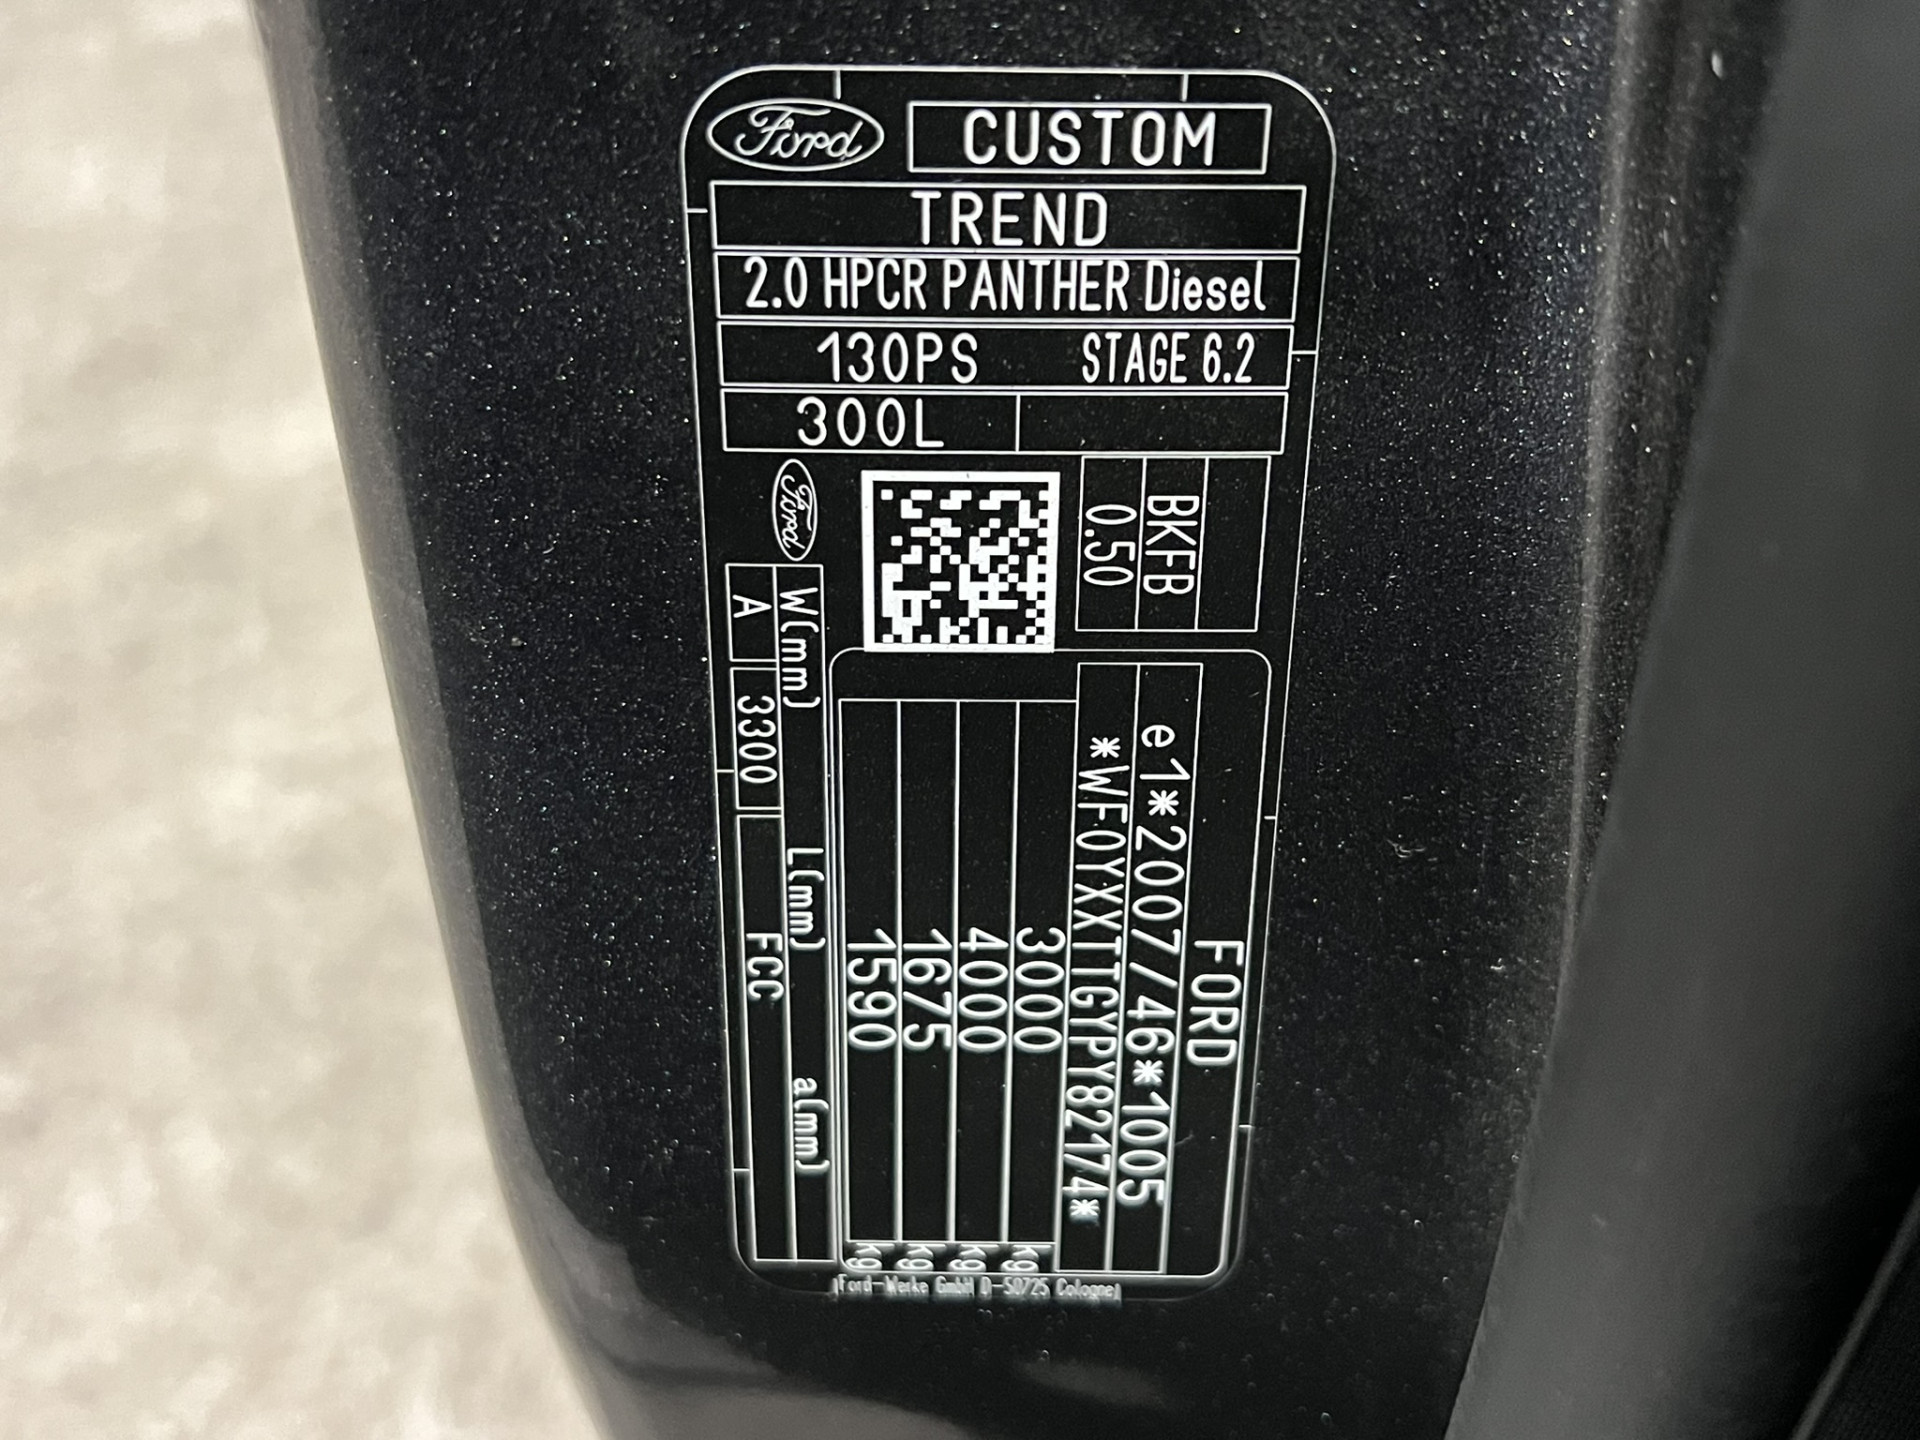 Ford CUSTOM
TREND
2.0 HPCR PANTHER Diesel
130PS STAGE 6.2
300L
BKFB
0.50
Ford
FORD
e1*2007/46*1005
*WF0YXXTTGYPY82174*
3000 kg
4000 kg
1675 kg
1590 kg
W(mm) L(mm) a(mm)
A 3300 FCC
Ford-Werke GmbH D-50725 Cologne